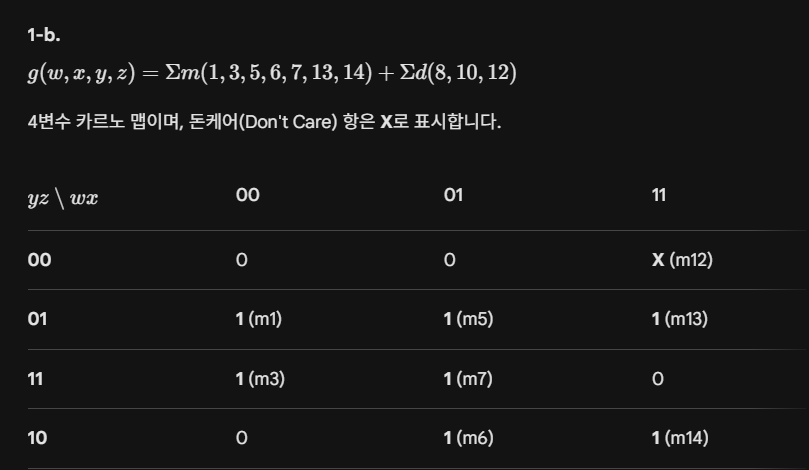 1-b.
g(w, x, y, z) = Σm(1, 3, 5, 6, 7, 13, 14) + Σd(8, 10, 12)
4변수 카르노 맵이며, 돈케어(Don't Care) 항은 X로 표시합니다.
yz \ wx 00 01 11
00 0 0 X (m12)
01 1 (m1) 1 (m5) 1 (m13)
11 1 (m3) 1 (m7) 0
10 0 1 (m6) 1 (m14)